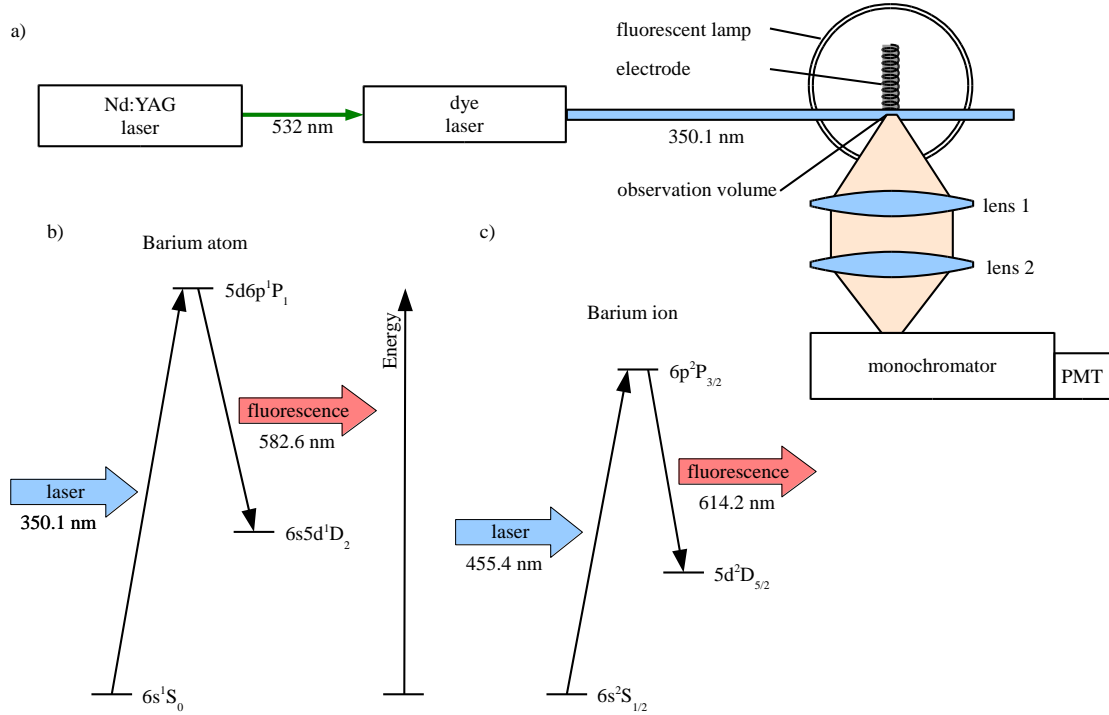 a)
Nd:YAG
laser
532 nm
dye
laser
350.1 nm
fluorescent lamp
electrode
observation volume
lens 1
lens 2
monochromator
PMT
b)
Barium atom
5d6p¹P₁
fluorescence
582.6 nm
laser
350.1 nm
6s5d¹D₂
6s¹S₀
Energy
c)
Barium ion
6p²P₃/₂
fluorescence
614.2 nm
laser
455.4 nm
5d²D₅/₂
6s²S₁/₂